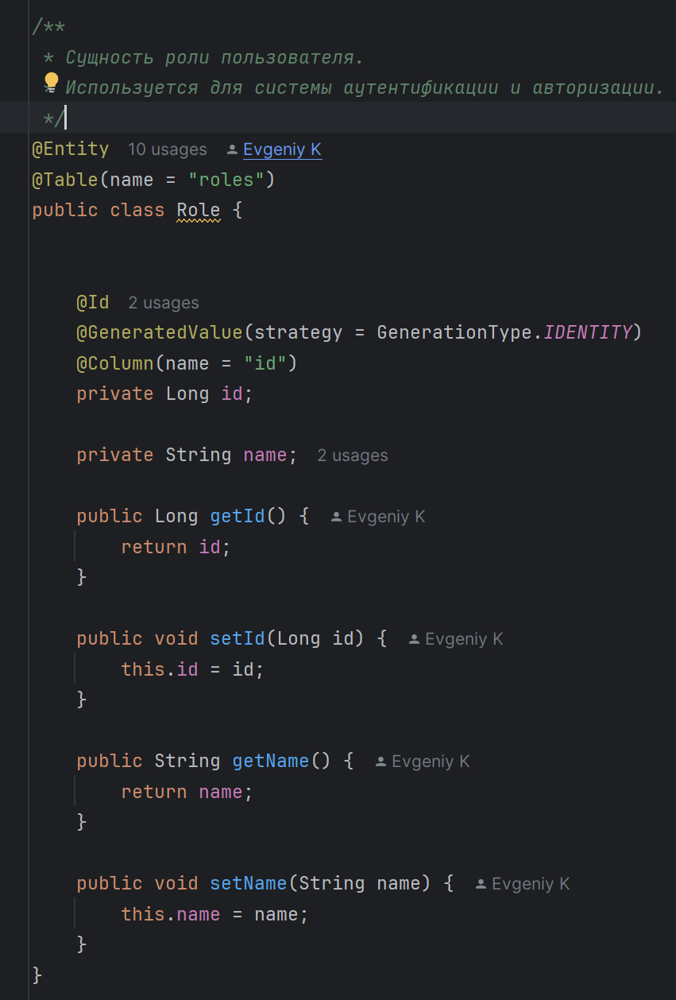 /**
 * Сущность роли пользователя.
 * Используется для системы аутентификации и авторизации.
 */
@Entity 10 usages Evgeniy K
@Table(name = "roles")
public class Role {
@Id 2 usages
@GeneratedValue(strategy = GenerationType.IDENTITY)
@Column(name = "id")
private Long id;
private String name; 2 usages
public Long getId() { Evgeniy K
return id;
}
public void setId(Long id) { Evgeniy K
this.id = id;
}
public String getName() { Evgeniy K
return name;
}
public void setName(String name) { Evgeniy K
this.name = name;
}
}